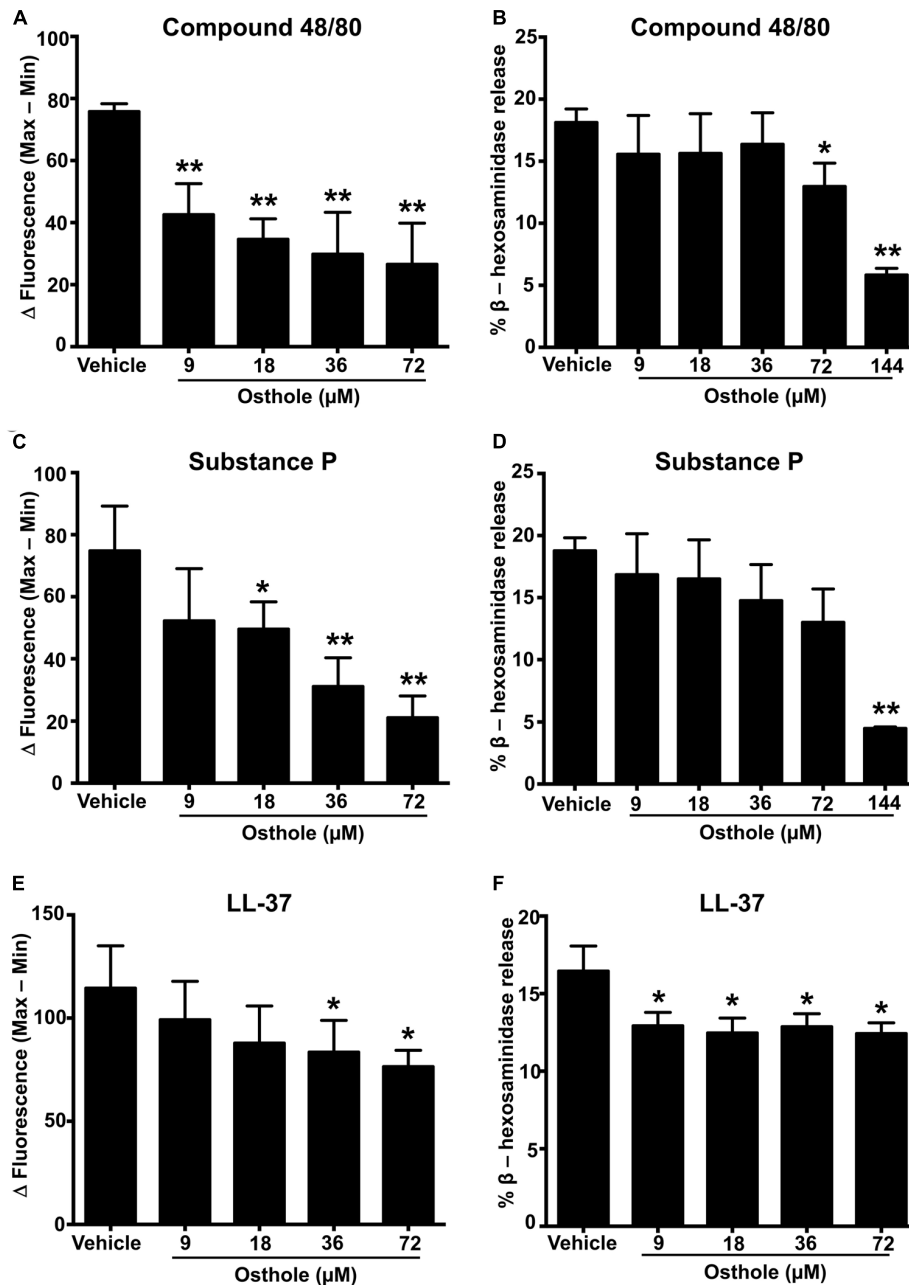 A
Compound 48/80
Δ Fluorescence (Max – Min)
100
80
60
40
20
0
**
**
**
**
Vehicle 9 18 36 72
Osthole (µM)
B
Compound 48/80
% β – hexosaminidase release
25
20
15
10
5
0
*
**
Vehicle 9 18 36 72 144
Osthole (µM)
C
Substance P
Δ Fluorescence (Max – Min)
100
80
60
40
20
0
*
**
**
Vehicle 9 18 36 72
Osthole (µM)
D
Substance P
% β – hexosaminidase release
25
20
15
10
5
0
**
Vehicle 9 18 36 72 144
Osthole (µM)
E
LL-37
Δ Fluorescence (Max – Min)
150
100
50
0
*
*
Vehicle 9 18 36 72
Osthole (µM)
F
LL-37
% β – hexosaminidase release
20
15
10
5
0
*
*
*
*
Vehicle 9 18 36 72
Osthole (µM)